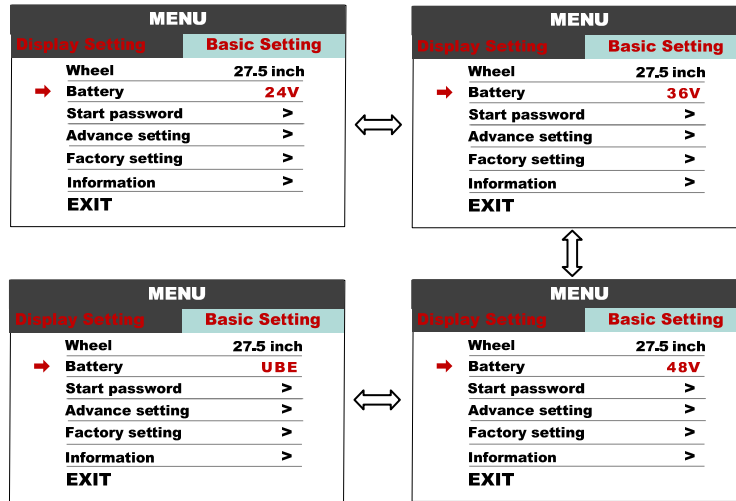 MENU
Display Setting Basic Setting
Wheel 27.5 inch
Battery 24V
Start password >
Advance setting >
Factory setting >
Information >
EXIT
MENU
Display Setting Basic Setting
Wheel 27.5 inch
Battery 36V
Start password >
Advance setting >
Factory setting >
Information >
EXIT
MENU
Display Setting Basic Setting
Wheel 27.5 inch
Battery UBE
Start password >
Advance setting >
Factory setting >
Information >
EXIT
MENU
Display Setting Basic Setting
Wheel 27.5 inch
Battery 48V
Start password >
Advance setting >
Factory setting >
Information >
EXIT